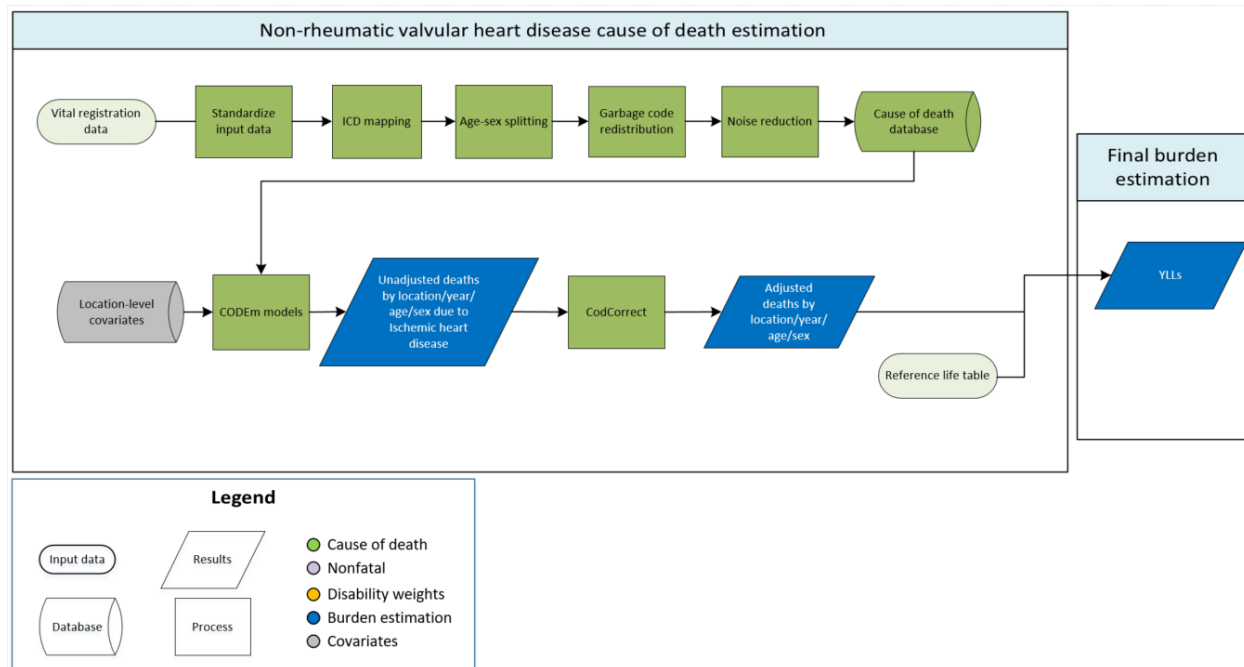 Non-rheumatic valvular heart disease cause of death estimation
Vital registration
data
Standardize
input data
ICD mapping
Age-sex splitting
Garbage code
redistribution
Noise reduction
Cause of death
database
Final burden
estimation
Location-level
covariates
CODEm models
Unadjusted deaths
by location/year/
age/sex due to
Ischemic heart
disease
CodCorrect
Adjusted
deaths by
location/year/
age/sex
YLLs
Reference life table
Legend
Input data
Results
Database
Process
Cause of death
Nonfatal
Disability weights
Burden estimation
Covariates